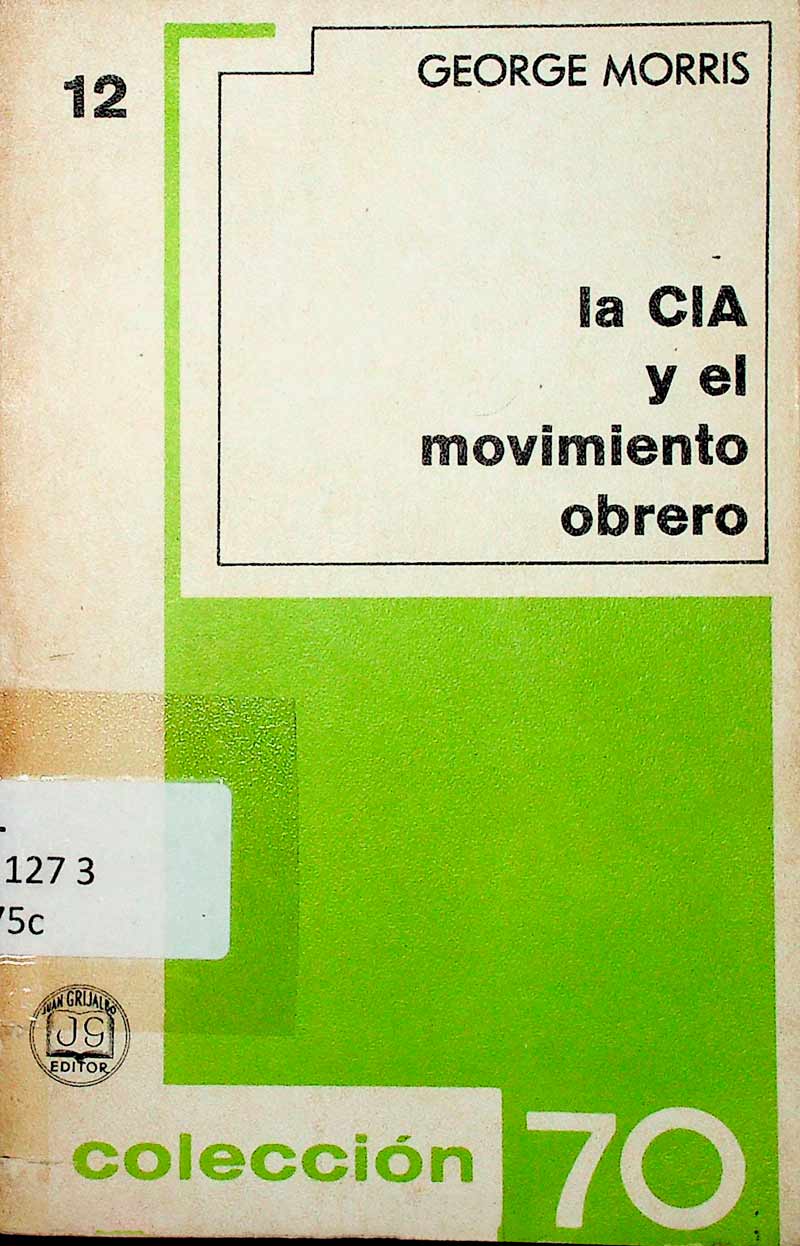 12
GEORGE MORRIS
la CIA
y el
movimiento
obrero
127 3
75c
JUAN GRIJALBO
JG
EDITOR
colección
70